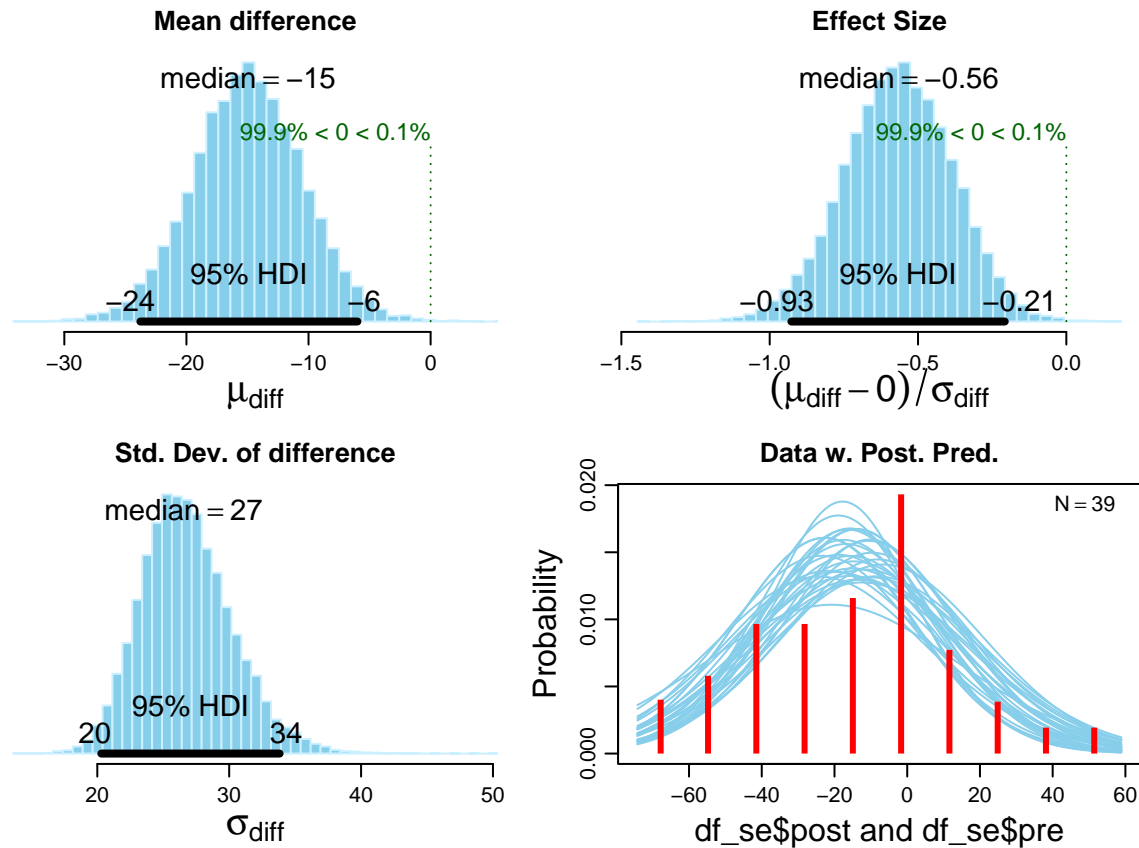 Mean difference
median = −15
99.9% < 0 < 0.1%
95% HDI
−24 −6
−30 −20 −10 0
μdiff
Effect Size
median = −0.56
99.9% < 0 < 0.1%
95% HDI
−0.93 −0.21
−1.5 −1.0 −0.5 0.0
(μdiff − 0)/σdiff
Std. Dev. of difference
median = 27
95% HDI
20 34
20 30 40 50
σdiff
Data w. Post. Pred.
N = 39
Probability
0.020
0.010
0.000
−60 −40 −20 0 20 40 60
df_se$post and df_se$pre